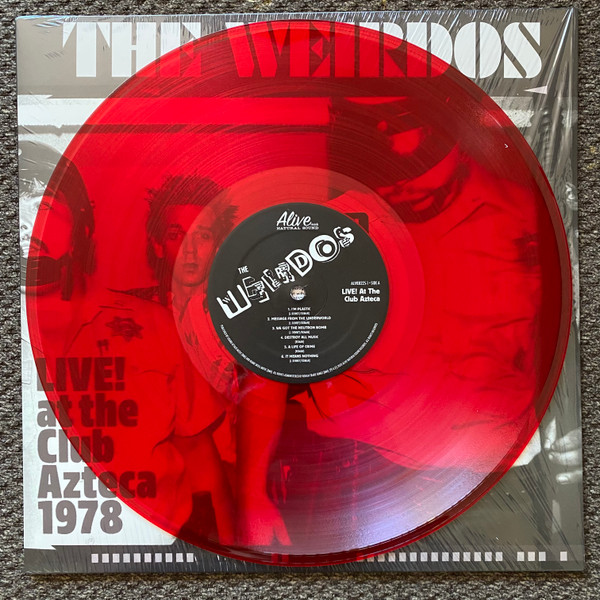 THE WEIRDOS
Alive
NATURAL SOUND
THE
WEIRDOS
LIVE! At The
Club Azteca
1. I'M PLASTIC
2. MESSAGE FROM THE UNDERWORLD
3. WE GOT THE NEUTRON BOMB
4. DESTROY ALL MUSIC
5. A LIFE OF CRIME
6. IT MEANS NOTHING
LIVE!
at the
Club
Azteca
1978